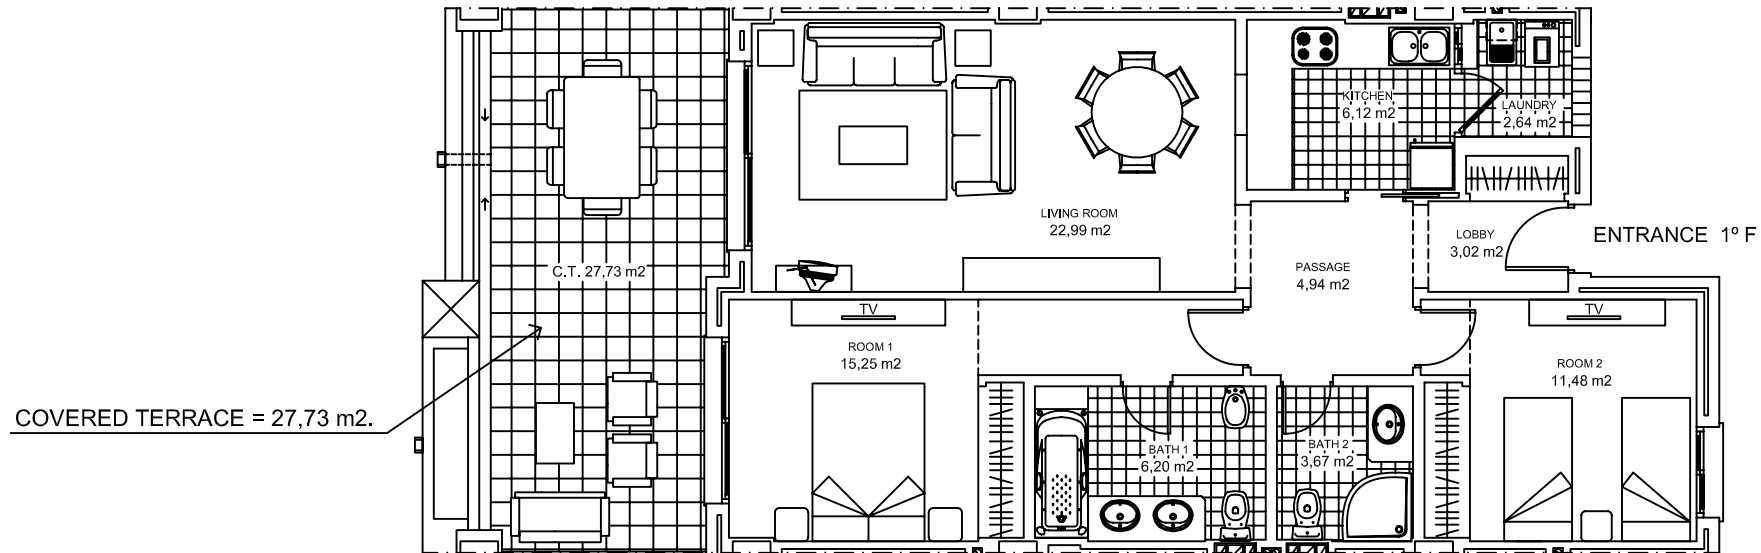 KITCHEN
6,12 m2
LAUNDRY
2,64 m2
LIVING ROOM
22,99 m2
LOBBY
3,02 m2
ENTRANCE 1º F
C.T. 27,73 m2
PASSAGE
4,94 m2
TV
TV
ROOM 1
15,25 m2
ROOM 2
11,48 m2
COVERED TERRACE = 27,73 m2.
BATH 1
6,20 m2
BATH 2
3,67 m2